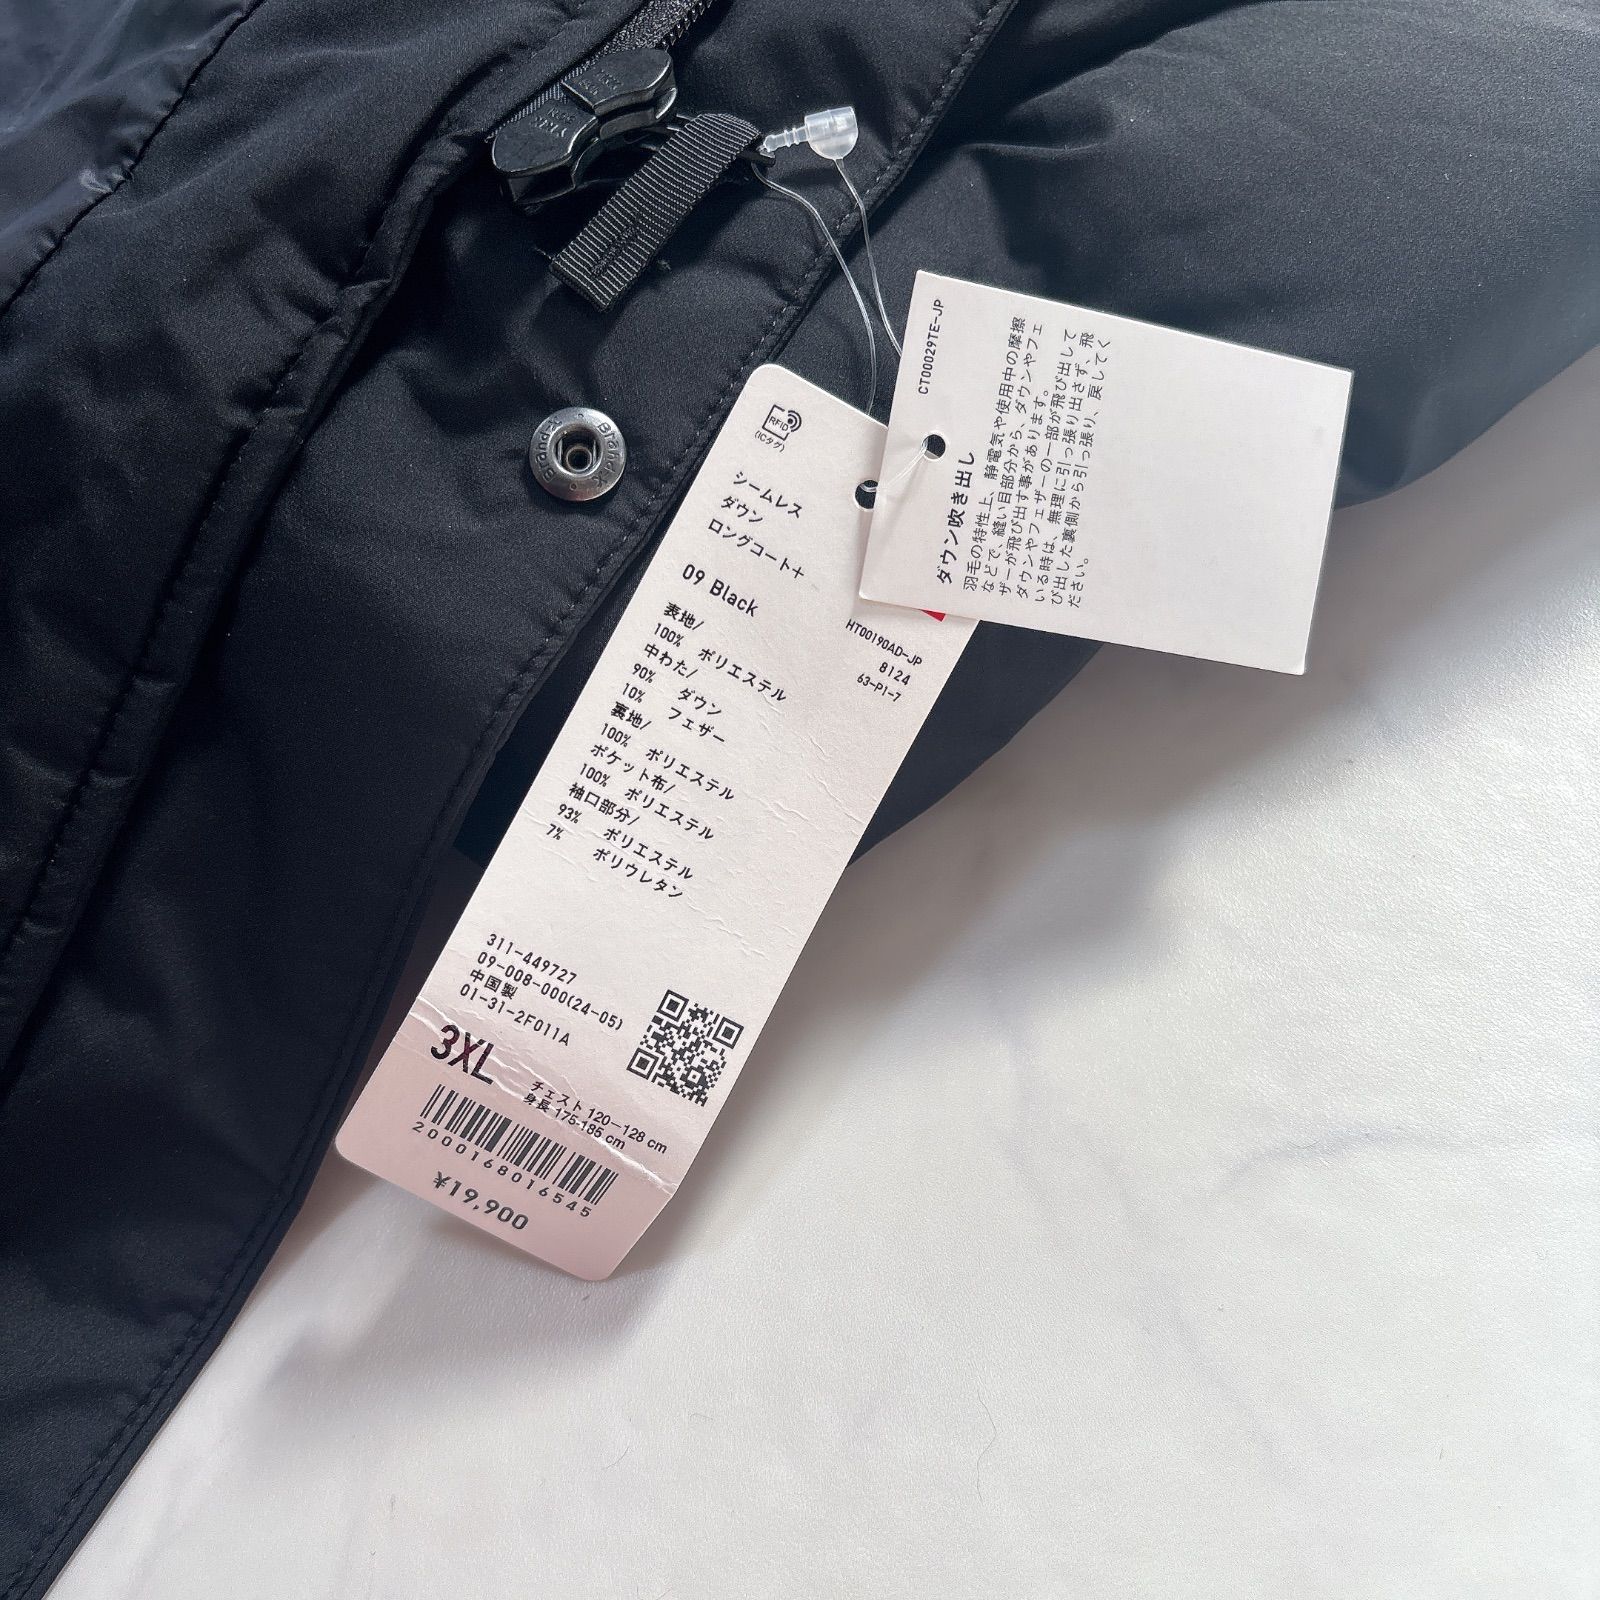 RFID
(ICタグ)
シームレス
ダウン
ロングコート+
09 Black
表地/
100% ポリエステル
中わた/
90% ダウン
10% フェザー
裏地/
100% ポリエステル
ポケット布/
100% ポリエステル
袖口部分/
93% ポリエステル
7% ポリウレタン
HT00190AD-JP
8124
63-P1-7
311-449727
09-008-000(24-05)
中国製
01-31-2F011A
3XL
チェスト 120-128 cm
身長 175-185 cm
2000168016545
¥19,900
CT00029TE-JP
ダウン吹き出し
羽毛の特性上、静電気や使用中の摩擦
などで、縫い目部分から、ダウンやフェ
ザーが飛び出す事があります。
ダウンやフェザーの一部が飛び出して
いる時は、無理に引っ張り出さず、飛
び出した裏側から引っ張り、戻してく
ださい。